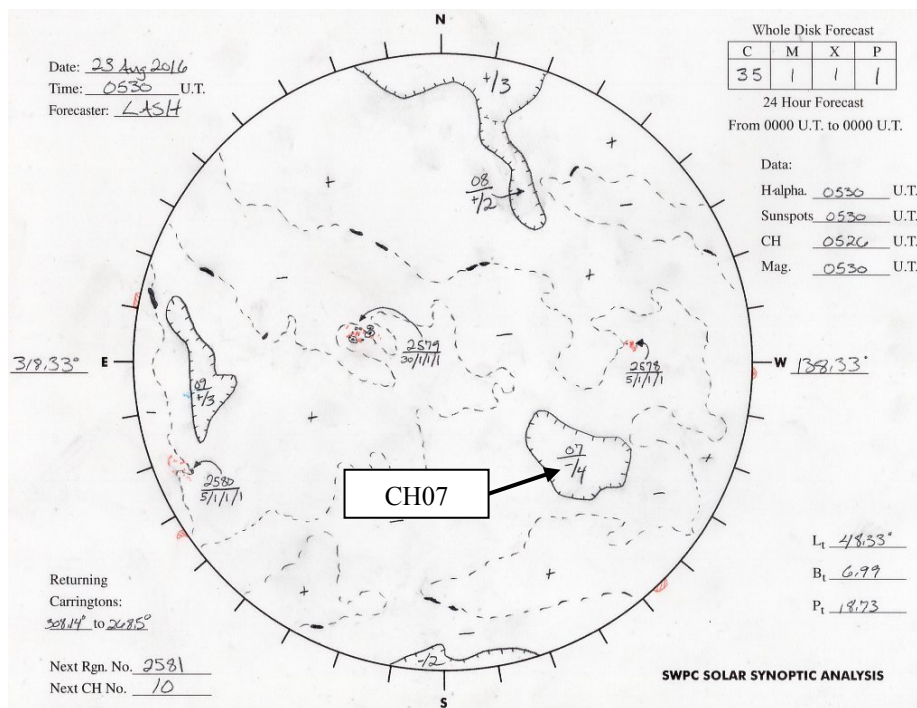 N
Date: 23 Aug 2016
Time: 0530 U.T.
Forecaster: LASH
Whole Disk Forecast
C M X P
35 1 1 1
24 Hour Forecast
From 0000 U.T. to 0000 U.T.
Data:
H-alpha. 0530 U.T.
Sunspots 0530 U.T.
CH 0526 U.T.
Mag. 0530 U.T.
+/3
08
+/2
2579
30/1/1/1
2578
5/1/1/1
318.33° E
W 138.33°
09
+/3
07
-/4
2580
5/1/1/1
CH07
Lt 48.33°
Bt 6.99
Pt 18.73
Returning
Carringtons:
308.14° to 268.5°
Next Rgn. No. 2581
Next CH No. 10
-/2
S
SWPC SOLAR SYNOPTIC ANALYSIS